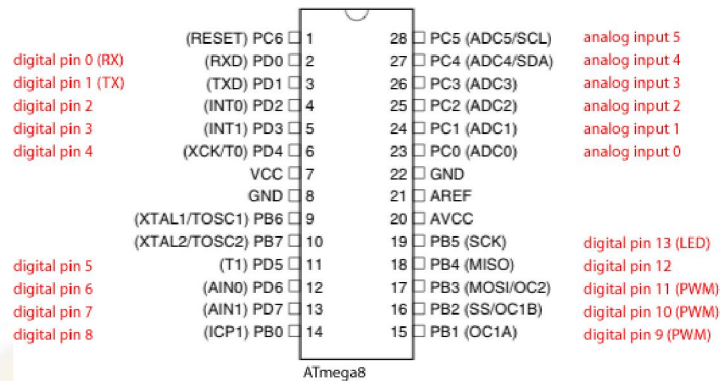 (RESET) PC6 1 28 PC5 (ADC5/SCL) analog input 5
digital pin 0 (RX) (RXD) PD0 2 27 PC4 (ADC4/SDA) analog input 4
digital pin 1 (TX) (TXD) PD1 3 26 PC3 (ADC3) analog input 3
digital pin 2 (INT0) PD2 4 25 PC2 (ADC2) analog input 2
digital pin 3 (INT1) PD3 5 24 PC1 (ADC1) analog input 1
digital pin 4 (XCK/T0) PD4 6 23 PC0 (ADC0) analog input 0
VCC 7 22 GND
GND 8 21 AREF
(XTAL1/TOSC1) PB6 9 20 AVCC
(XTAL2/TOSC2) PB7 10 19 PB5 (SCK) digital pin 13 (LED)
digital pin 5 (T1) PD5 11 18 PB4 (MISO) digital pin 12
digital pin 6 (AIN0) PD6 12 17 PB3 (MOSI/OC2) digital pin 11 (PWM)
digital pin 7 (AIN1) PD7 13 16 PB2 (SS/OC1B) digital pin 10 (PWM)
digital pin 8 (ICP1) PB0 14 15 PB1 (OC1A) digital pin 9 (PWM)
ATmega8